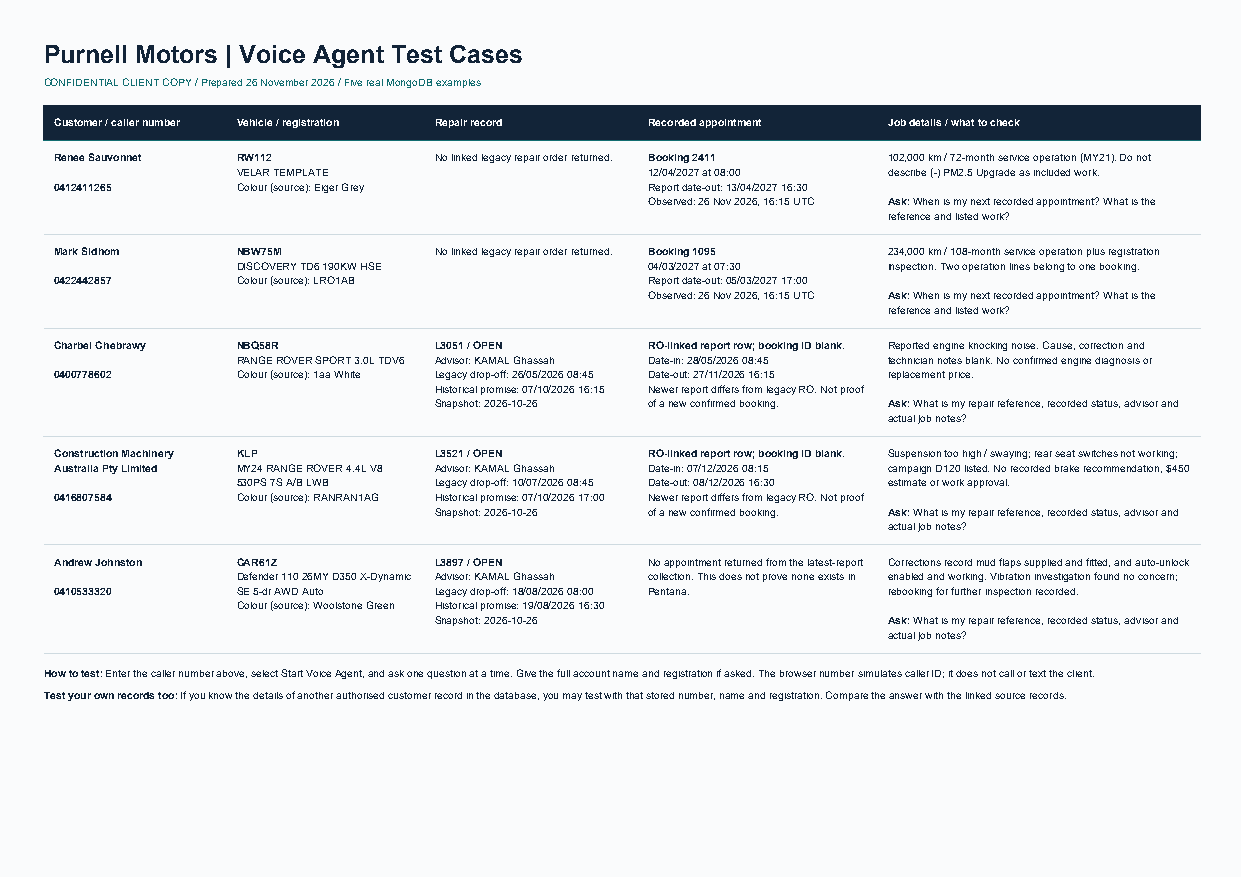 Purnell Motors | Voice Agent Test Cases
CONFIDENTIAL CLIENT COPY / Prepared 26 November 2026 / Five real MongoDB examples
Customer / caller number
Vehicle / registration
Repair record
Recorded appointment
Job details / what to check
Renee Sauvonnet
0412411265
RW112
VELAR TEMPLATE
Colour (source): Eiger Grey
No linked legacy repair order returned.
Booking 2411
12/04/2027 at 08:00
Report date-out: 13/04/2027 16:30
Observed: 26 Nov 2026, 16:15 UTC
102,000 km / 72-month service operation (MY21). Do not
describe (-) PM2.5 Upgrade as included work.
Ask: When is my next recorded appointment? What is the
reference and listed work?
Mark Sidhom
0422442857
NBW75M
DISCOVERY TD6 190KW HSE
Colour (source): LRO1AB
No linked legacy repair order returned.
Booking 1095
04/03/2027 at 07:30
Report date-out: 05/03/2027 17:00
Observed: 26 Nov 2026, 16:15 UTC
234,000 km / 108-month service operation plus registration
inspection. Two operation lines belong to one booking.
Ask: When is my next recorded appointment? What is the
reference and listed work?
Charbel Chebrawy
0400778602
NBQ58R
RANGE ROVER SPORT 3.0L TDV6
Colour (source): 1aa White
L3051 / OPEN
Advisor: KAMAL Ghassah
Legacy drop-off: 26/05/2026 08:45
Historical promise: 07/10/2026 16:15
Snapshot: 2026-10-26
RO-linked report row; booking ID blank.
Date-in: 28/05/2026 08:45
Date-out: 27/11/2026 16:15
Newer report differs from legacy RO. Not proof
of a new confirmed booking.
Reported engine knocking noise. Cause, correction and
technician notes blank. No confirmed engine diagnosis or
replacement price.
Ask: What is my repair reference, recorded status, advisor and
actual job notes?
Construction Machinery
Australia Pty Limited
0416807584
KLP
MY24 RANGE ROVER 4.4L V8
530PS 7S A/B LWB
Colour (source): RANRAN1AG
L3521 / OPEN
Advisor: KAMAL Ghassah
Legacy drop-off: 10/07/2026 08:45
Historical promise: 07/10/2026 17:00
Snapshot: 2026-10-26
RO-linked report row; booking ID blank.
Date-in: 07/12/2026 08:15
Date-out: 08/12/2026 16:30
Newer report differs from legacy RO. Not proof
of a new confirmed booking.
Suspension too high / swaying; rear seat switches not working;
campaign D120 listed. No recorded brake recommendation, $450
estimate or work approval.
Ask: What is my repair reference, recorded status, advisor and
actual job notes?
Andrew Johnston
0410533320
CAR61Z
Defender 110 26MY D350 X-Dynamic
SE 5-dr AWD Auto
Colour (source): Woolstone Green
L3897 / OPEN
Advisor: KAMAL Ghassah
Legacy drop-off: 18/08/2026 08:00
Historical promise: 19/08/2026 16:30
Snapshot: 2026-10-26
No appointment returned from the latest-report
collection. This does not prove none exists in
Pentana.
Corrections record mud flaps supplied and fitted, and auto-unlock
enabled and working. Vibration investigation found no concern;
rebooking for further inspection recorded.
Ask: What is my repair reference, recorded status, advisor and
actual job notes?
How to test: Enter the caller number above, select Start Voice Agent, and ask one question at a time. Give the full account name and registration if asked. The browser number simulates caller ID; it does not call or text the client.
Test your own records too: If you know the details of another authorised customer record in the database, you may test with that stored number, name and registration. Compare the answer with the linked source records.